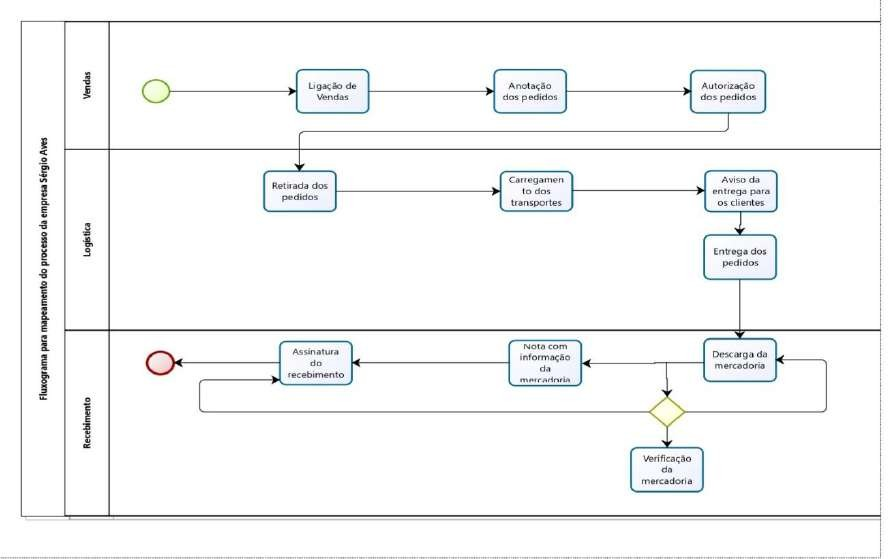 Fluxograma para mapeamento do processo da empresa Sérgio Aves
Vendas
Ligação de
Vendas
Anotação
dos pedidos
Autorização
dos pedidos
Logística
Retirada dos
pedidos
Carregamen
to dos
transportes
Aviso da
entrega para
os clientes
Entrega dos
pedidos
Recebimento
Assinatura
do
recebimento
Nota com
informação
da
mercadoria
Descarga da
mercadoria
Verificação
da
mercadoria